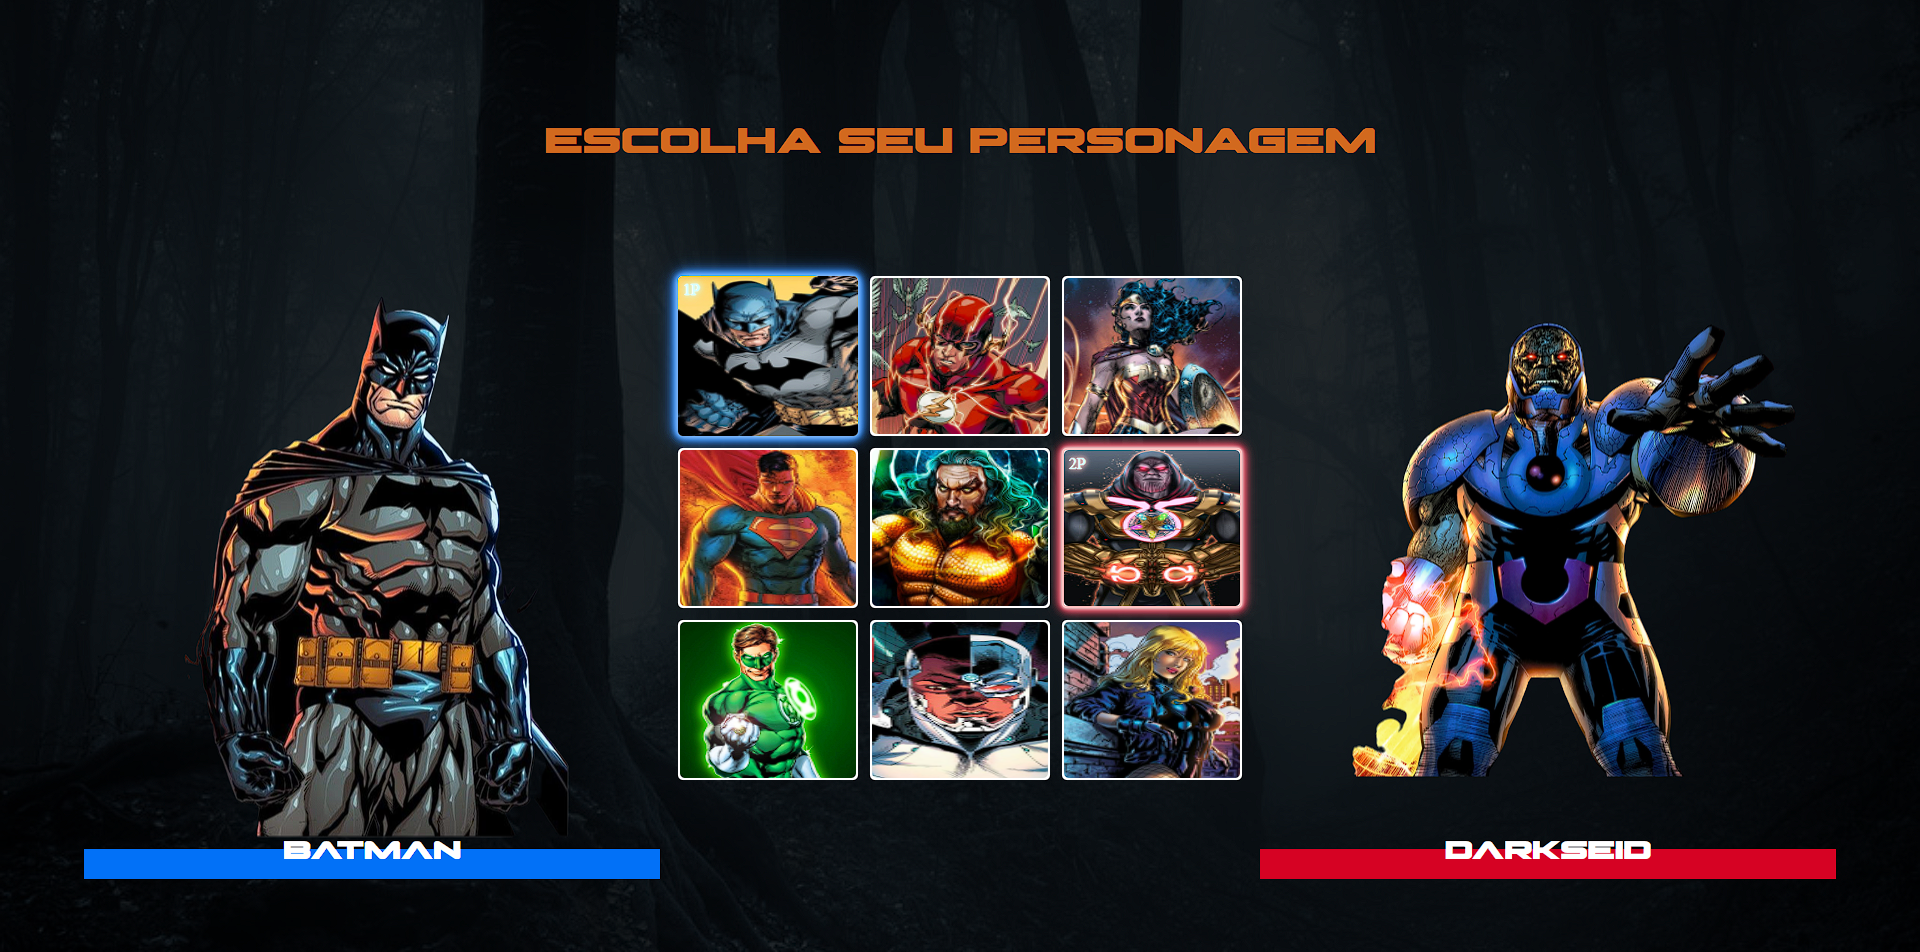 ESCOLHA SEU PERSONAGEM
1P
2P
BATMAN
DARKSEID